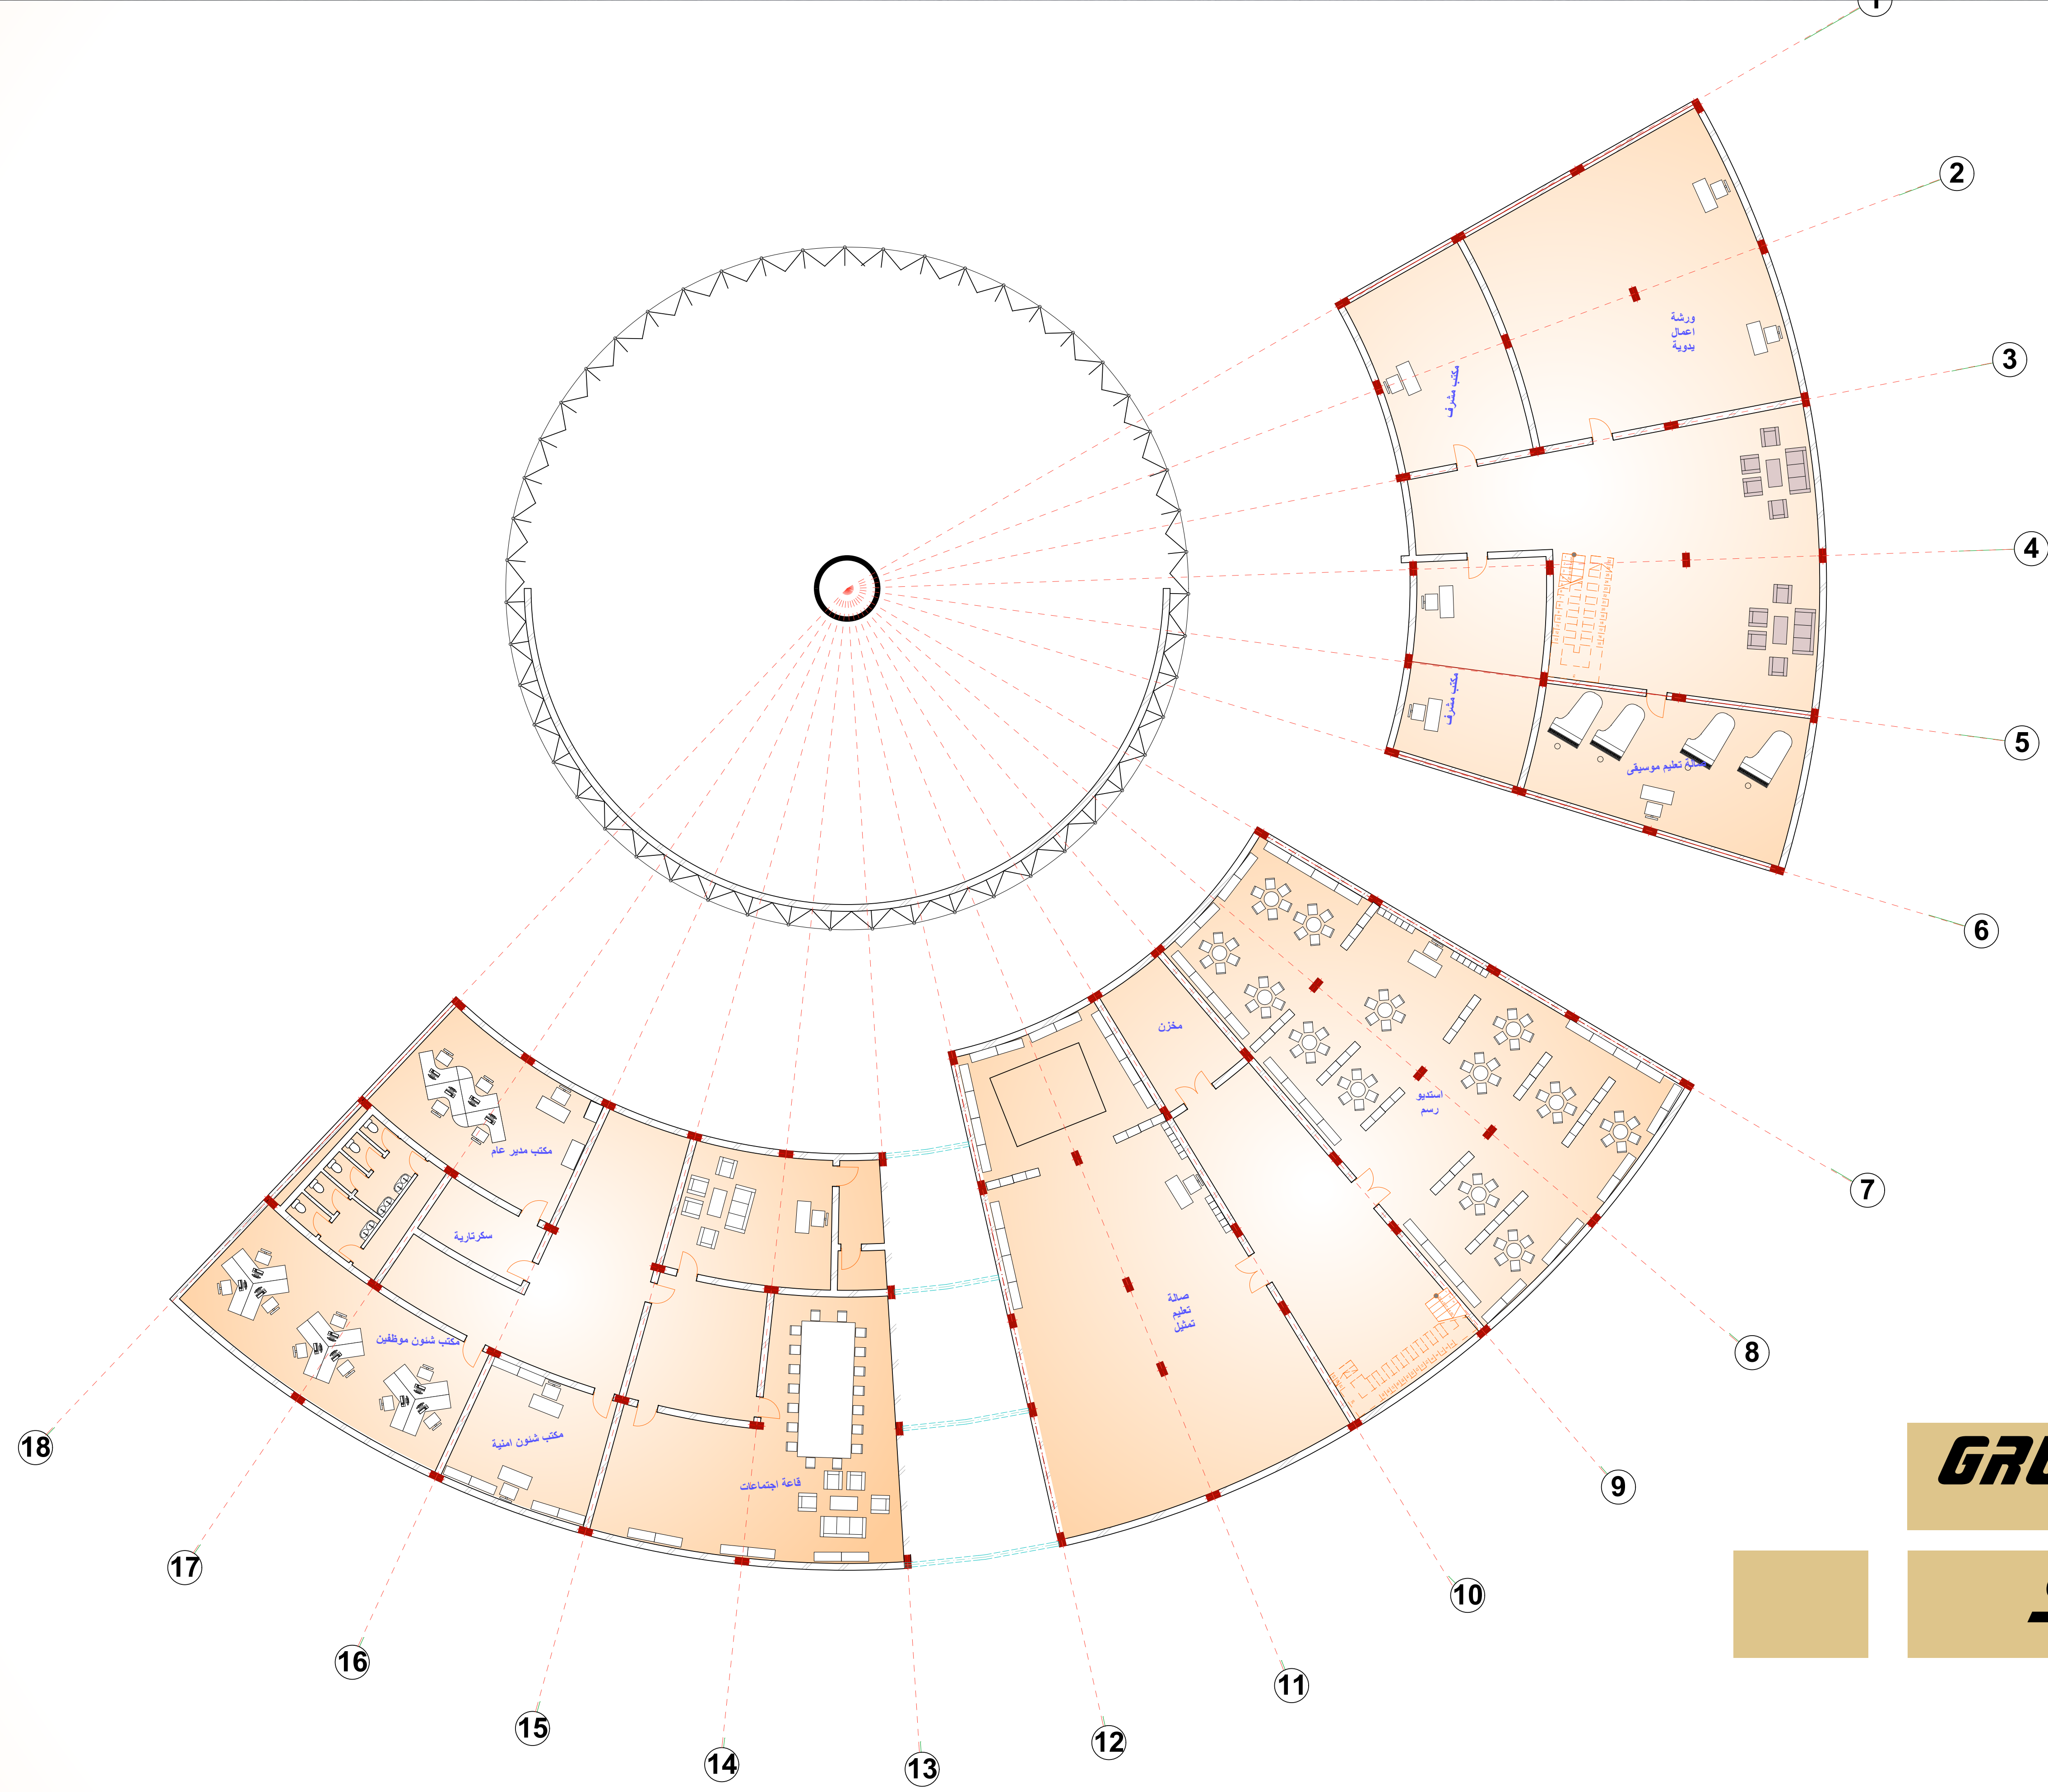 1
2
3
4
5
6
7
8
9
10
11
12
13
14
15
16
17
18
ورشة
اعمال
يدوية
مكتب مشرف
مكتب مشرف
صالة تعليم موسيقى
مخزن
استديو
رسم
صالة
تعليم
تمثيل
مكتب مدير عام
سكرتارية
مكتب شئون موظفين
مكتب شئون امنية
قاعة اجتماعات